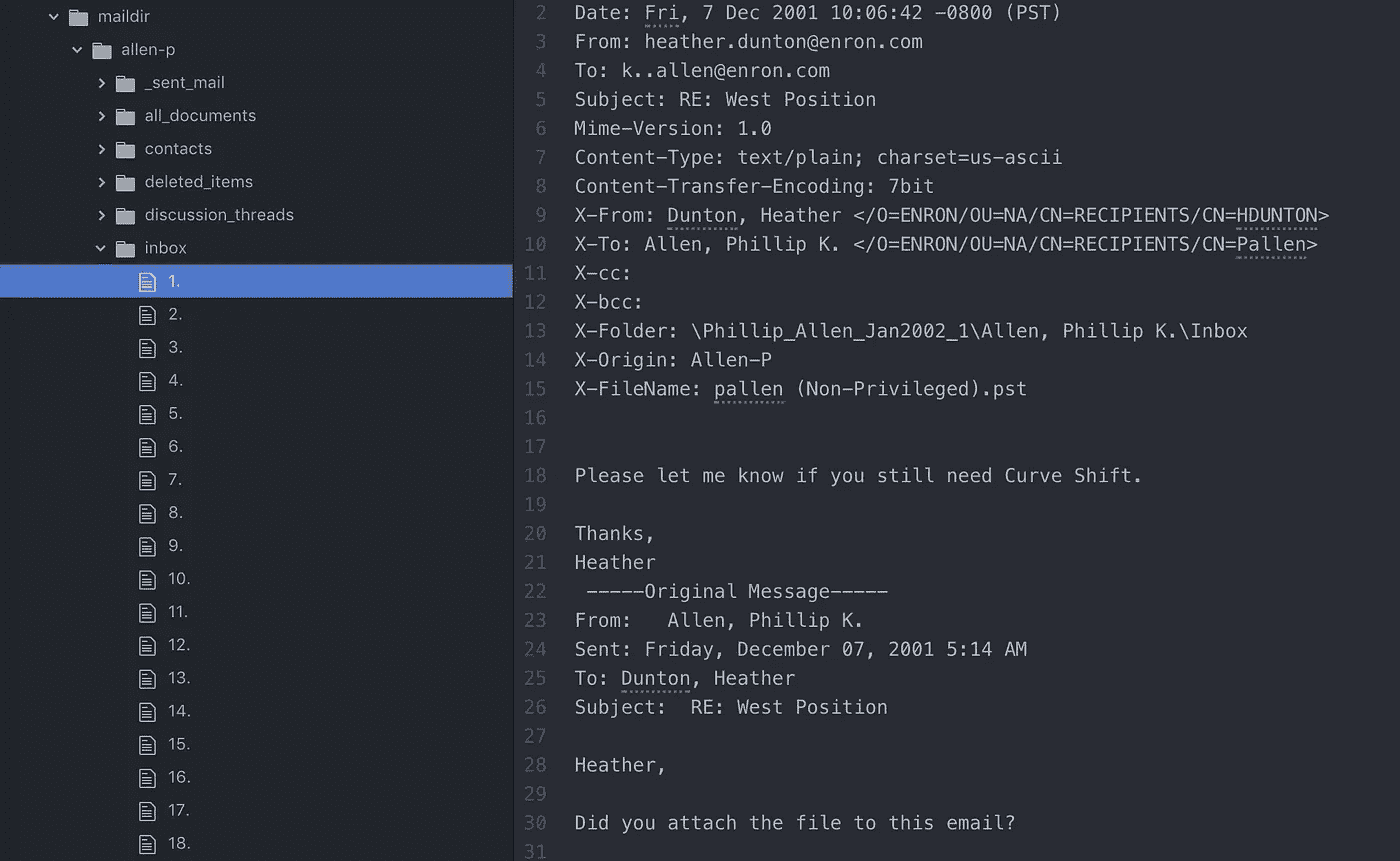 maildir
allen-p
_sent_mail
all_documents
contacts
deleted_items
discussion_threads
inbox
1.
2.
3.
4.
5.
6.
7.
8.
9.
10.
11.
12.
13.
14.
15.
16.
17.
18.
2 Date: Fri, 7 Dec 2001 10:06:42 -0800 (PST)
3 From: heather.dunton@enron.com
4 To: k..allen@enron.com
5 Subject: RE: West Position
6 Mime-Version: 1.0
7 Content-Type: text/plain; charset=us-ascii
8 Content-Transfer-Encoding: 7bit
9 X-From: Dunton, Heather </O=ENRON/OU=NA/CN=RECIPIENTS/CN=HDUNTON>
10 X-To: Allen, Phillip K. </O=ENRON/OU=NA/CN=RECIPIENTS/CN=Pallen>
11 X-cc:
12 X-bcc:
13 X-Folder: \Phillip_Allen_Jan2002_1\Allen, Phillip K.\Inbox
14 X-Origin: Allen-P
15 X-FileName: pallen (Non-Privileged).pst
16
17
18 Please let me know if you still need Curve Shift.
19
20 Thanks,
21 Heather
22  -----Original Message-----
23 From:   Allen, Phillip K.
24 Sent: Friday, December 07, 2001 5:14 AM
25 To: Dunton, Heather
26 Subject:  RE: West Position
27
28 Heather,
29
30 Did you attach the file to this email?
31